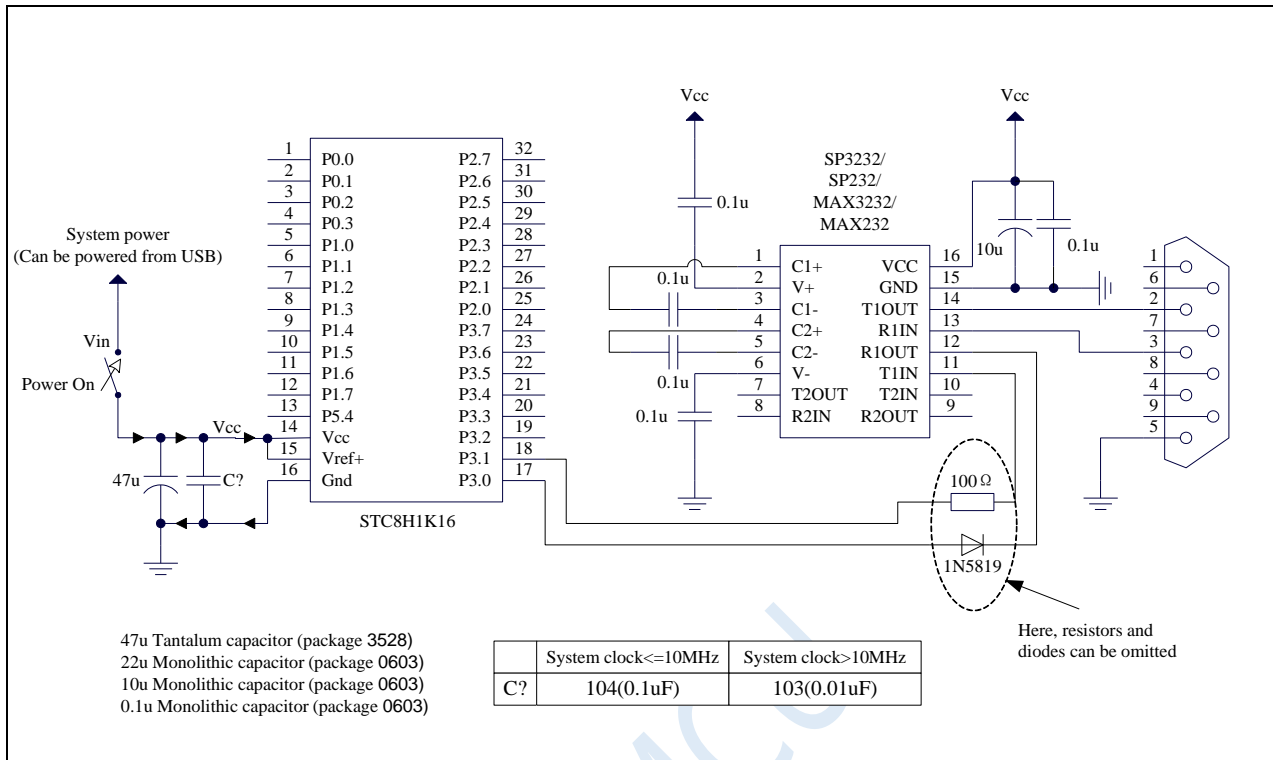 Vcc
Vcc
SP3232/
SP232/
MAX3232/
MAX232
System power
(Can be powered from USB)
Vin
Power On
Vcc
47u
C?
1 P0.0 P2.7 32
2 P0.1 P2.6 31
3 P0.2 P2.5 30
4 P0.3 P2.4 29
5 P1.0 P2.3 28
6 P1.1 P2.2 27
7 P1.2 P2.1 26
8 P1.3 P2.0 25
9 P1.4 P3.7 24
10 P1.5 P3.6 23
11 P1.6 P3.5 22
12 P1.7 P3.4 21
13 P5.4 P3.3 20
14 Vcc P3.2 19
15 Vref+ P3.1 18
16 Gnd P3.0 17
STC8H1K16
0.1u
0.1u
0.1u
0.1u
1 C1+ VCC 16
2 V+ GND 15
3 C1- T1OUT 14
4 C2+ R1IN 13
5 C2- R1OUT 12
6 V- T1IN 11
7 T2OUT T2IN 10
8 R2IN R2OUT 9
10u
0.1u
1
6
2
7
3
8
4
9
5
100Ω
1N5819
Here, resistors and
diodes can be omitted
47u Tantalum capacitor (package 3528)
22u Monolithic capacitor (package 0603)
10u Monolithic capacitor (package 0603)
0.1u Monolithic capacitor (package 0603)
System clock<=10MHz System clock>10MHz
C? 104(0.1uF) 103(0.01uF)